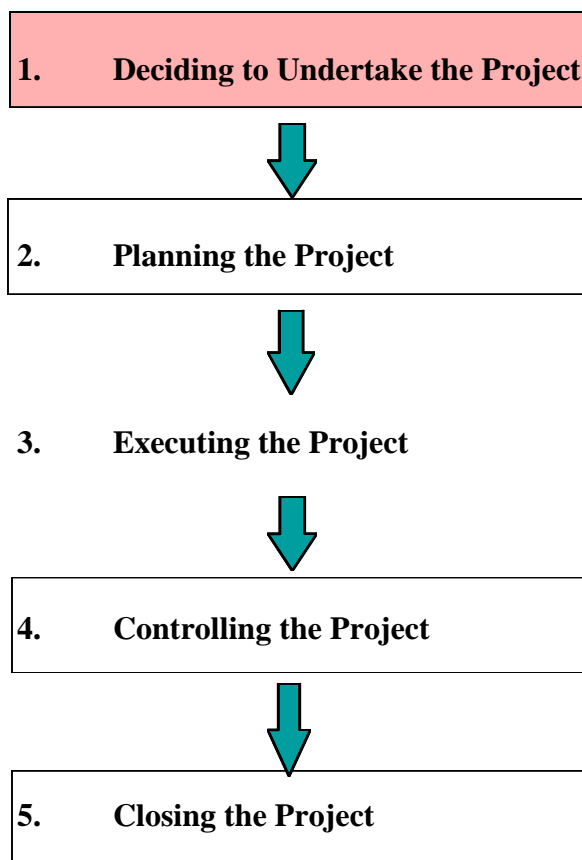 1. Deciding to Undertake the Project
2. Planning the Project
3. Executing the Project
4. Controlling the Project
5. Closing the Project